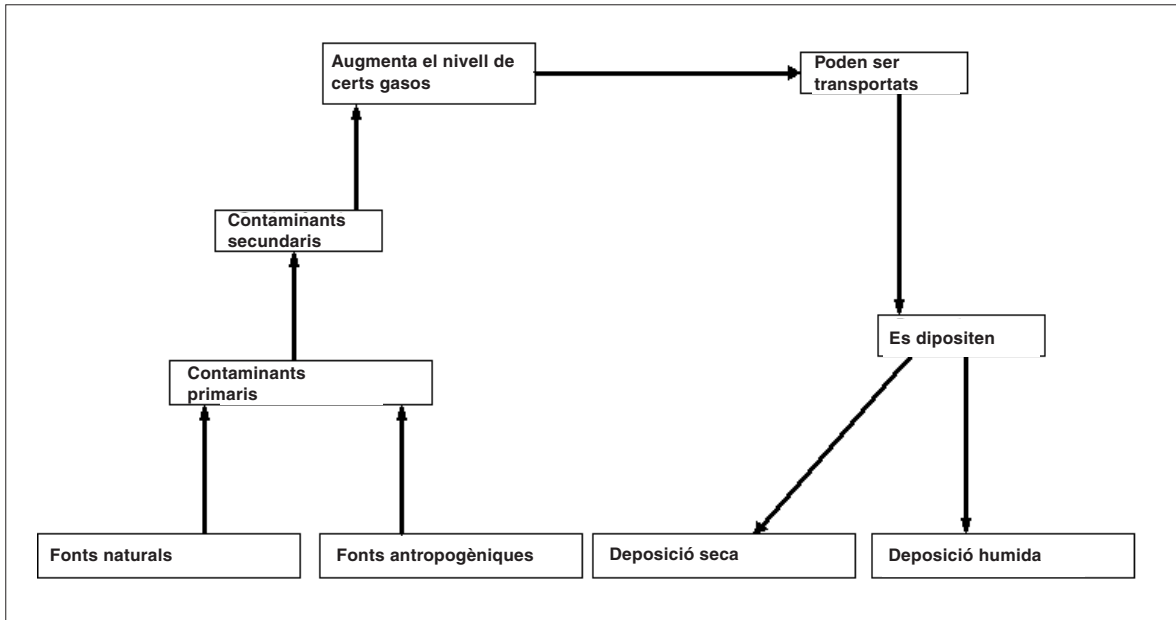 Augmenta el nivell de
certs gasos
Poden ser
transportats
Contaminants
secundaris
Es dipositen
Contaminants
primaris
Fonts naturals
Fonts antropogèniques
Deposició seca
Deposició humida